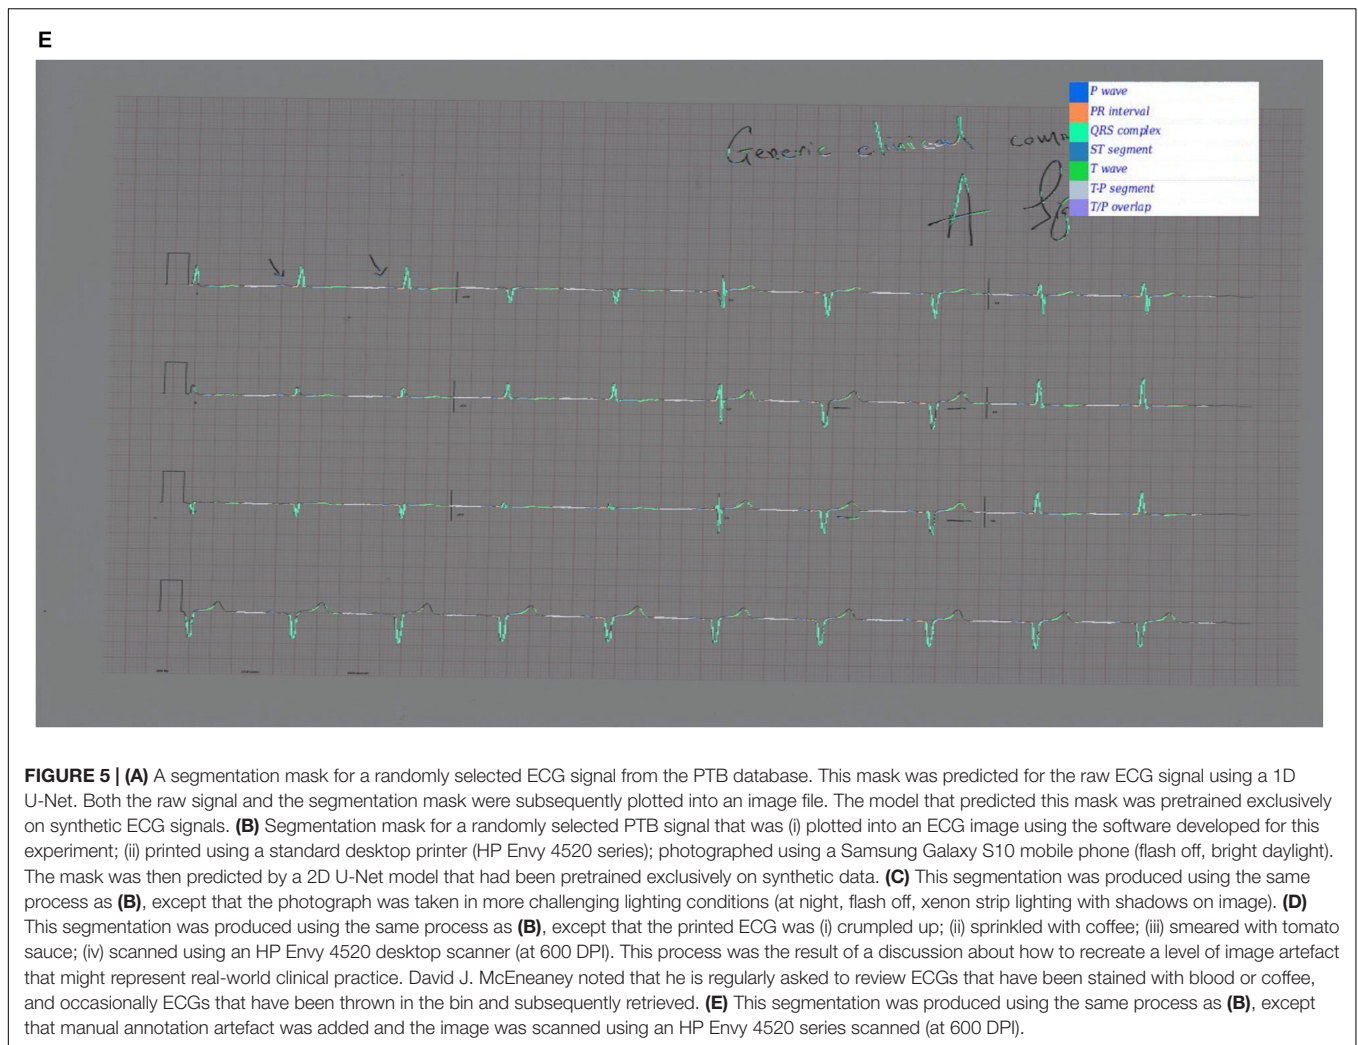 E
P wave
PR interval
QRS complex
ST segment
T wave
T-P segment
T/P overlap
Generic clinical
A
FIGURE 5 | (A) A segmentation mask for a randomly selected ECG signal from the PTB database. This mask was predicted for the raw ECG signal using a 1D
U-Net. Both the raw signal and the segmentation mask were subsequently plotted into an image file. The model that predicted this mask was pretrained exclusively
on synthetic ECG signals. (B) Segmentation mask for a randomly selected PTB signal that was (i) plotted into an ECG image using the software developed for this
experiment; (ii) printed using a standard desktop printer (HP Envy 4520 series); photographed using a Samsung Galaxy S10 mobile phone (flash off, bright daylight).
The mask was then predicted by a 2D U-Net model that had been pretrained exclusively on synthetic data. (C) This segmentation was produced using the same
process as (B), except that the photograph was taken in more challenging lighting conditions (at night, flash off, xenon strip lighting with shadows on image). (D)
This segmentation was produced using the same process as (B), except that the printed ECG was (i) crumpled up; (ii) sprinkled with coffee; (iii) smeared with tomato
sauce; (iv) scanned using an HP Envy 4520 desktop scanner (at 600 DPI). This process was the result of a discussion about how to recreate a level of image artefact
that might represent real-world clinical practice. David J. McEneaney noted that he is regularly asked to review ECGs that have been stained with blood or coffee,
and occasionally ECGs that have been thrown in the bin and subsequently retrieved. (E) This segmentation was produced using the same process as (B), except
that manual annotation artefact was added and the image was scanned using an HP Envy 4520 series scanned (at 600 DPI).